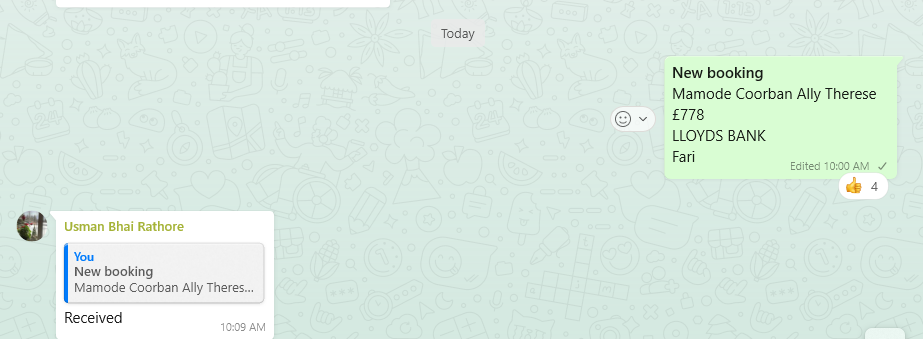 Today
New booking
Mamode Coorban Ally Therese
£778
LLOYDS BANK
Fari
Edited 10:00 AM
4
Usman Bhai Rathore
You
New booking
Mamode Coorban Ally Theres...
Received
10:09 AM